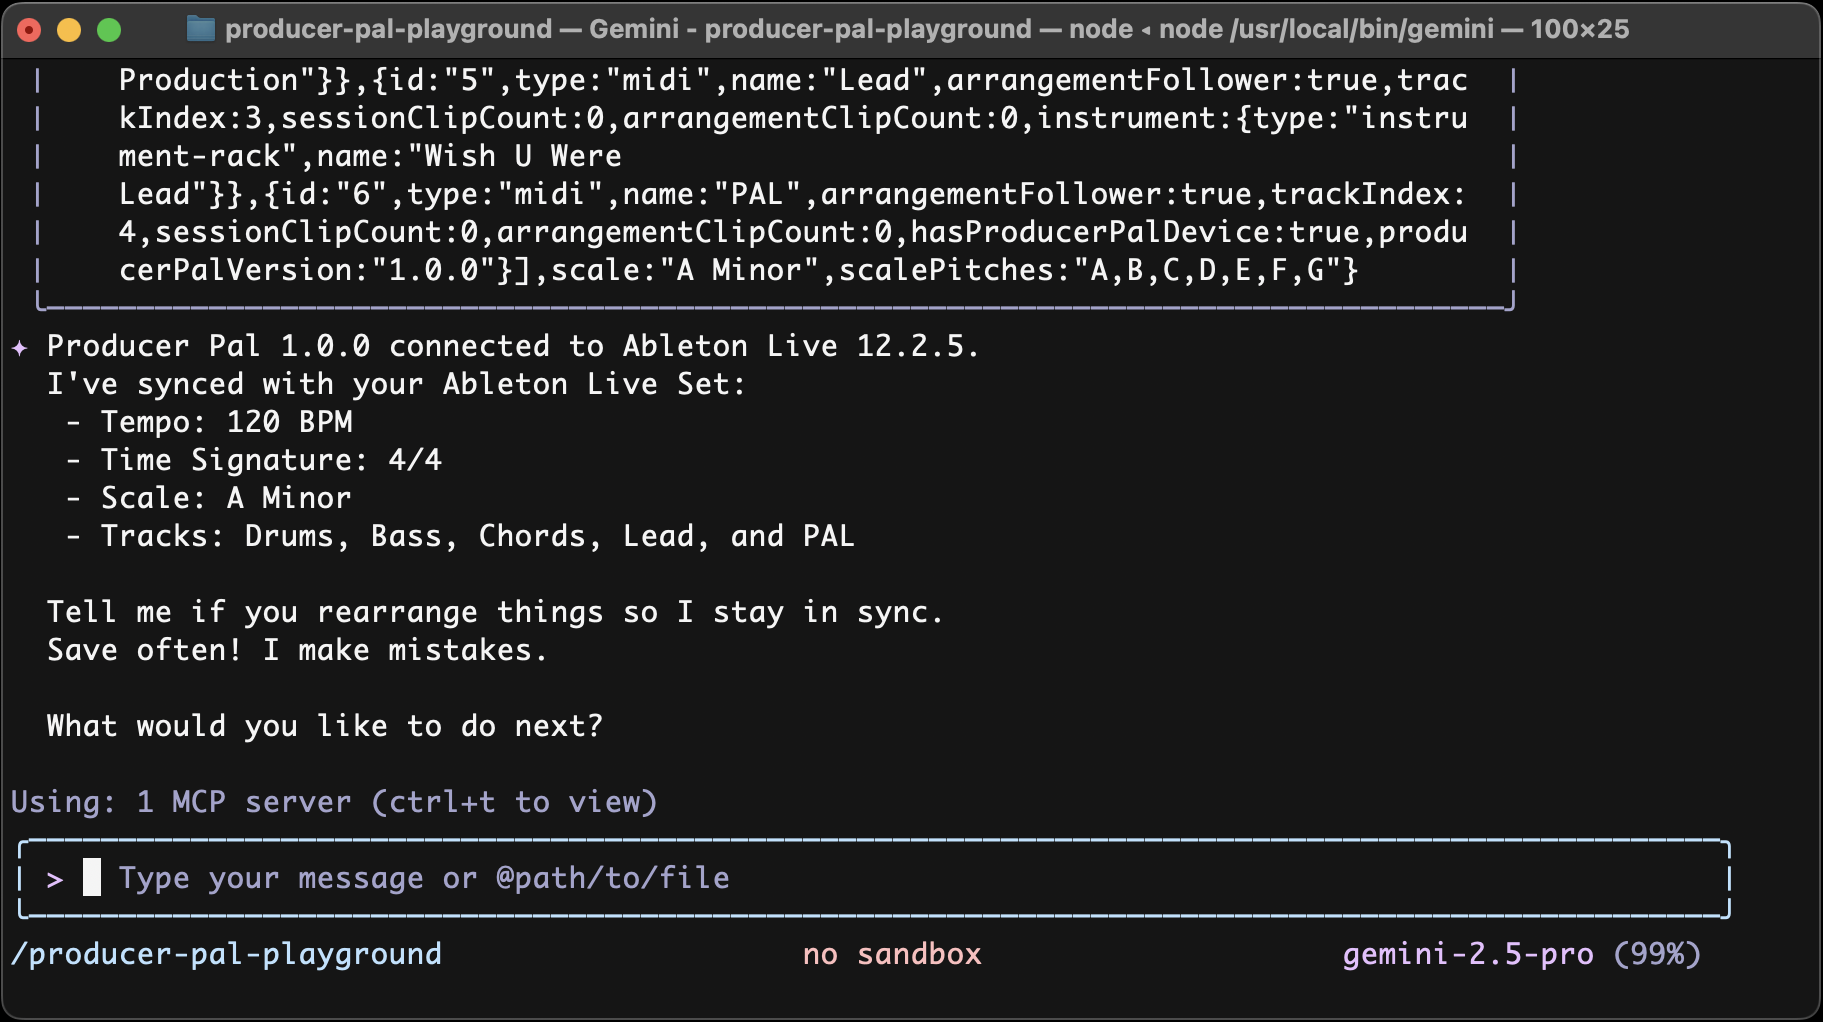 producer-pal-playground — Gemini - producer-pal-playground — node ◂ node /usr/local/bin/gemini — 100×25
Production"}},{id:"5",type:"midi",name:"Lead",arrangementFollower:true,trac
kIndex:3,sessionClipCount:0,arrangementClipCount:0,instrument:{type:"instru
ment-rack",name:"Wish U Were
Lead"}},{id:"6",type:"midi",name:"PAL",arrangementFollower:true,trackIndex:
4,sessionClipCount:0,arrangementClipCount:0,hasProducerPalDevice:true,produ
cerPalVersion:"1.0.0"}],scale:"A Minor",scalePitches:"A,B,C,D,E,F,G"}
✦ Producer Pal 1.0.0 connected to Ableton Live 12.2.5.
I've synced with your Ableton Live Set:
- Tempo: 120 BPM
- Time Signature: 4/4
- Scale: A Minor
- Tracks: Drums, Bass, Chords, Lead, and PAL
Tell me if you rearrange things so I stay in sync.
Save often! I make mistakes.
What would you like to do next?
Using: 1 MCP server (ctrl+t to view)
> Type your message or @path/to/file
/producer-pal-playground no sandbox gemini-2.5-pro (99%)